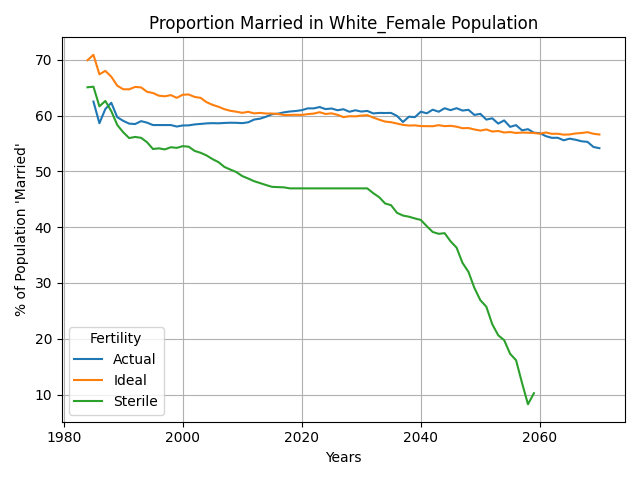 Proportion Married in White_Female Population
% of Population 'Married'
70
60
50
40
30
20
10
Fertility
Actual
Ideal
Sterile
1980
2000
2020
2040
2060
Years